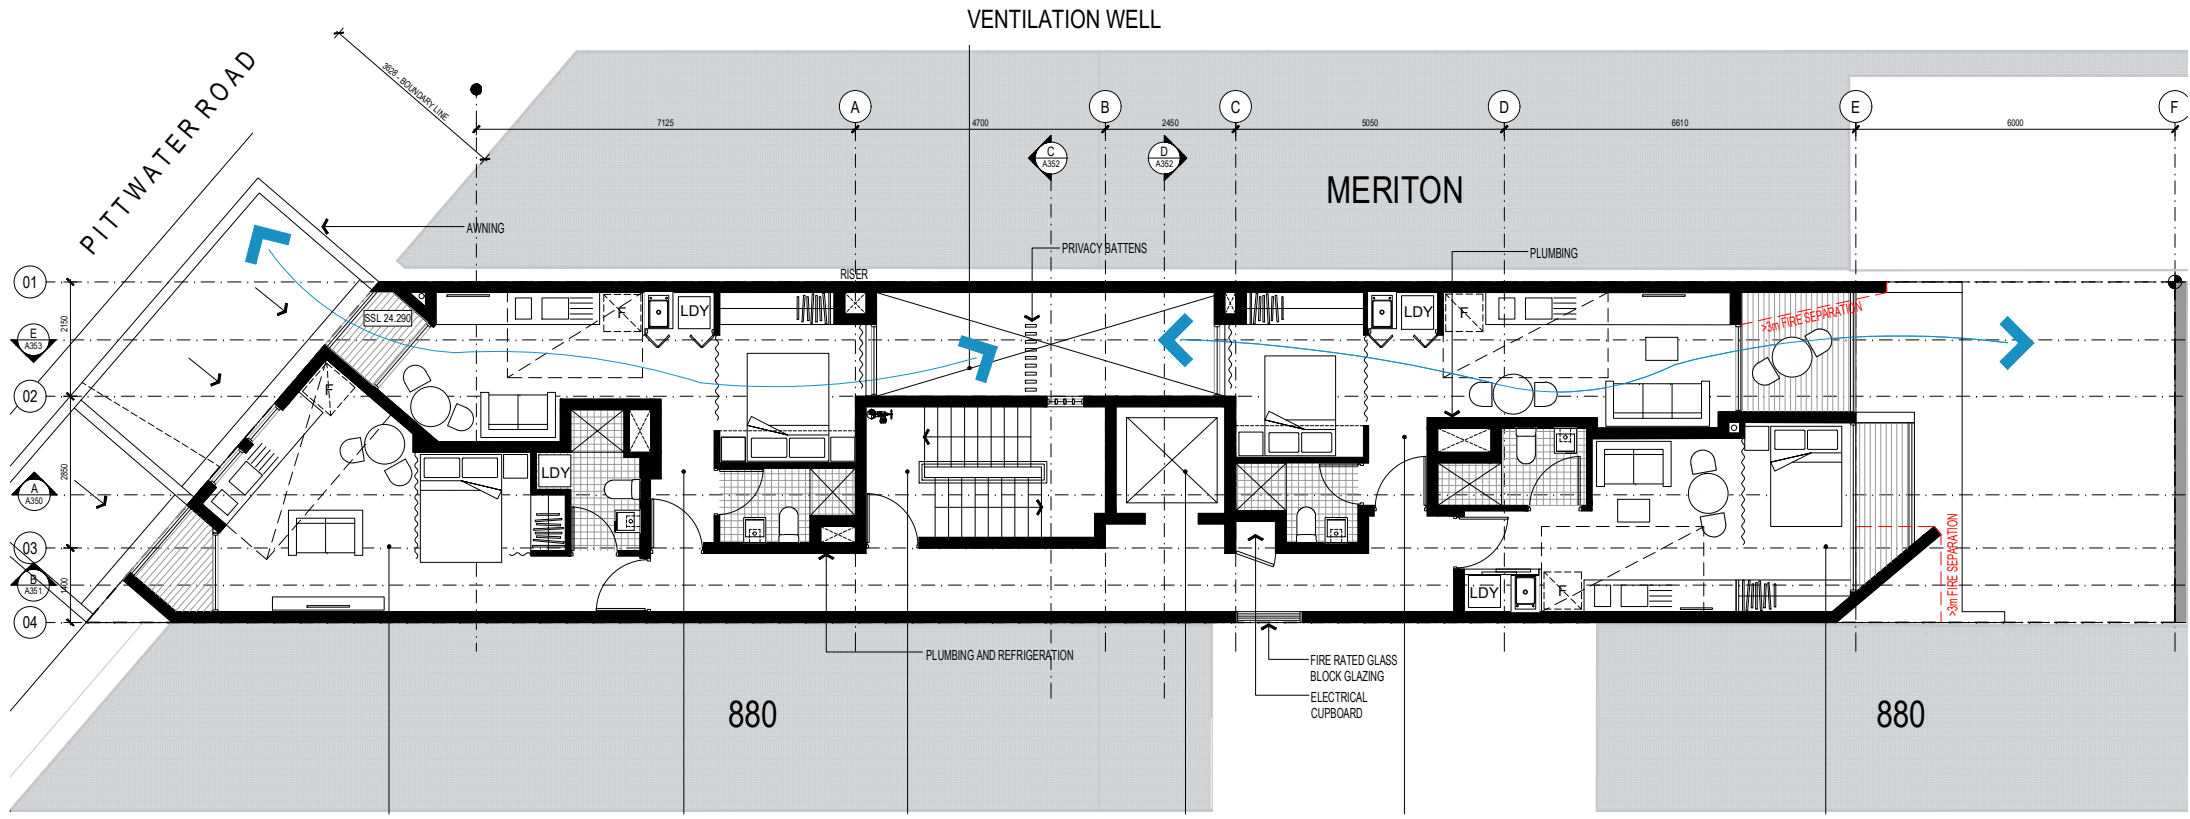 VENTILATION WELL
PITTWATER ROAD
3628 - BOUNDARY LINE
A
B
C
D
E
F
7125
4700
2450
5050
6610
6000
C
A352
D
A352
MERITON
AWNING
PRIVACY BATTENS
PLUMBING
RISER
01
2150
E
A353
02
2850
A
A350
03
B
A351
1400
04
SSL 24.290
F
LDY
LDY
F
>3m FIRE SEPARATION
F
LDY
LDY
F
>3m FIRE SEPARATION
PLUMBING AND REFRIGERATION
FIRE RATED GLASS
BLOCK GLAZING
ELECTRICAL
CUPBOARD
880
880